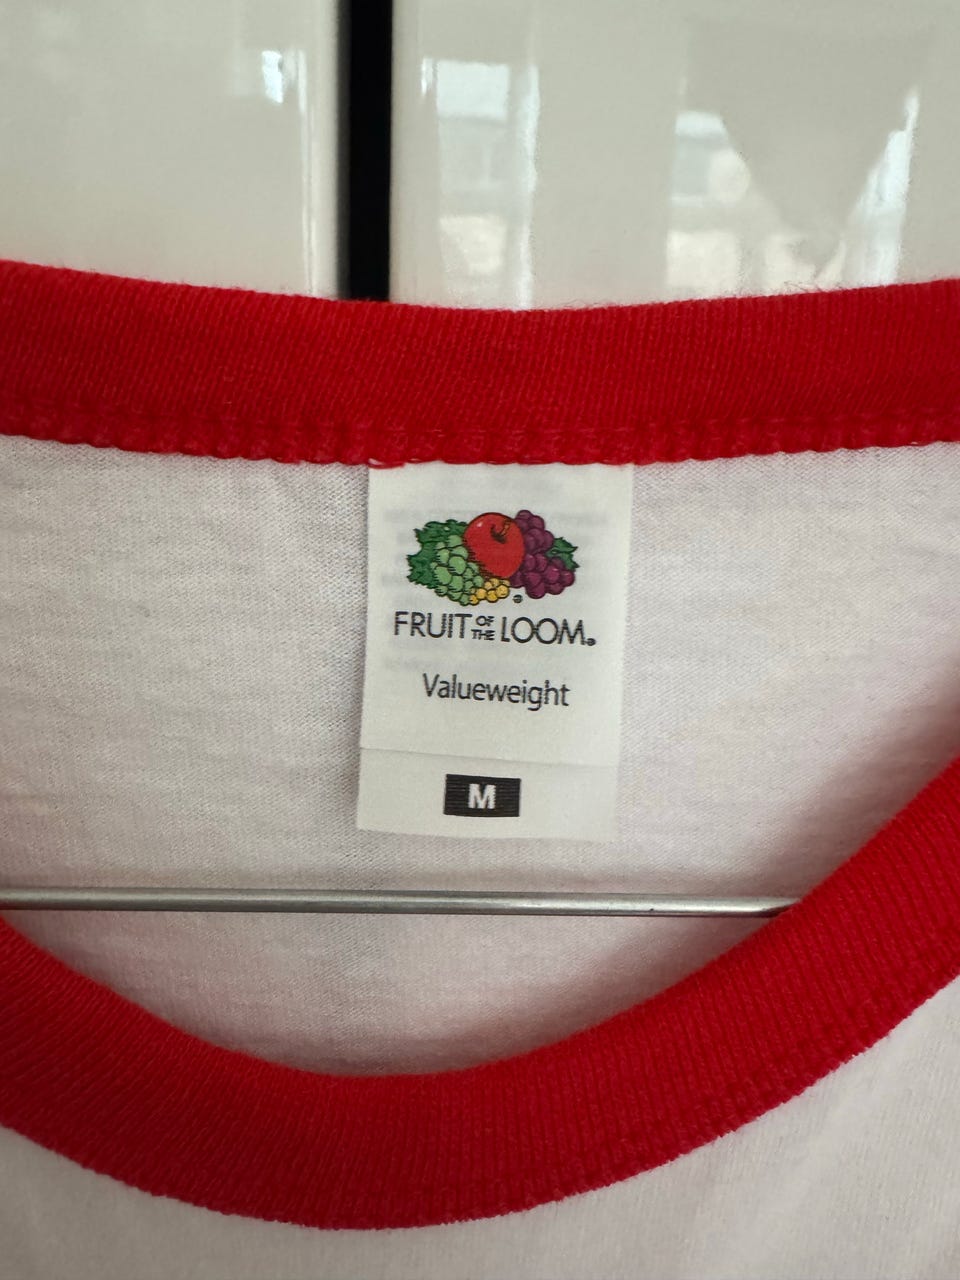 FRUIT OF THE LOOM®
Valueweight
M